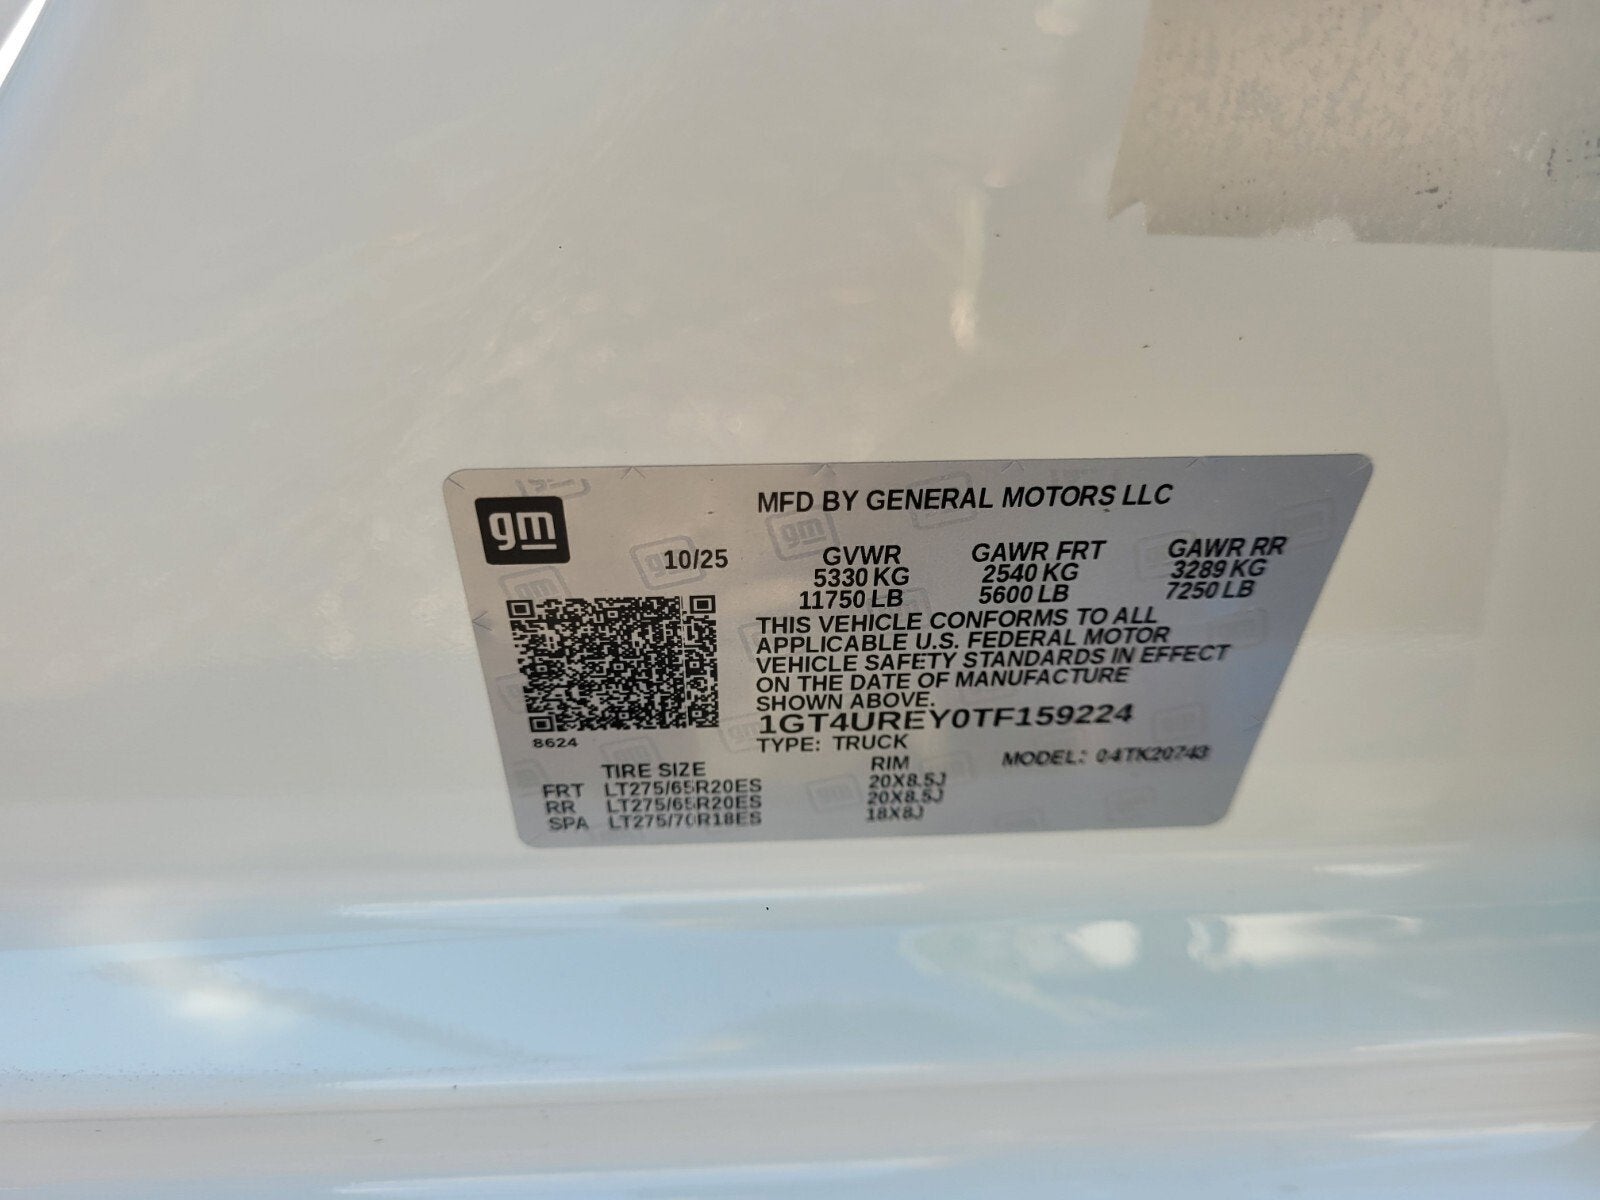 gm
MFD BY GENERAL MOTORS LLC
10/25
GVWR GAWR FRT GAWR RR
5330 KG 2540 KG 3289 KG
11750 LB 5600 LB 7250 LB
THIS VEHICLE CONFORMS TO ALL
APPLICABLE U.S. FEDERAL MOTOR
VEHICLE SAFETY STANDARDS IN EFFECT
ON THE DATE OF MANUFACTURE
SHOWN ABOVE.
1GT4UREY0TF159224
8624
TYPE: TRUCK
MODEL: 04TK20743
TIRE SIZE RIM
FRT LT275/65R20ES 20X8.5J
RR LT275/65R20ES 20X8.5J
SPA LT275/70R18ES 18X8J